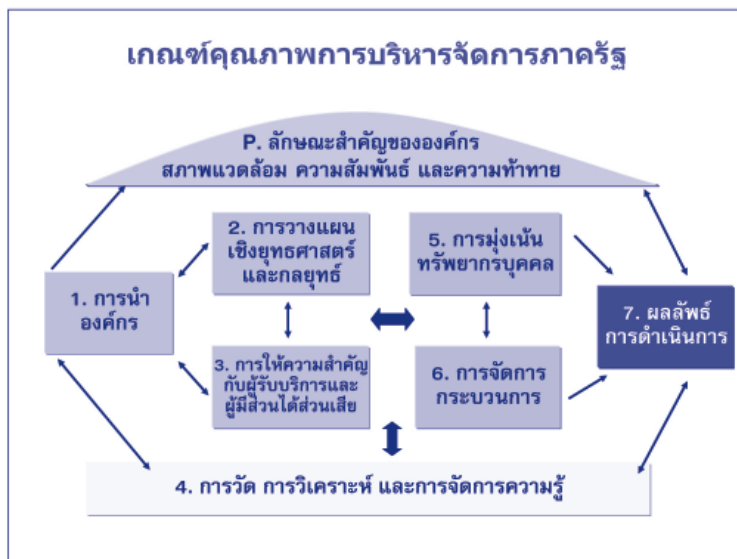 เกณฑ์คุณภาพการบริหารจัดการภาครัฐ
P. ลักษณะสำคัญขององค์กร
สภาพแวดล้อม ความสัมพันธ์ และความท้าทาย
2. การวางแผน
เชิงยุทธศาสตร์
และกลยุทธ์
5. การมุ่งเน้น
ทรัพยากรบุคคล
1. การนำ
องค์กร
7. ผลลัพธ์
การดำเนินการ
3. การให้ความสำคัญ
กับผู้รับบริการและ
ผู้มีส่วนได้ส่วนเสีย
6. การจัดการ
กระบวนการ
4. การวัด การวิเคราะห์ และการจัดการความรู้